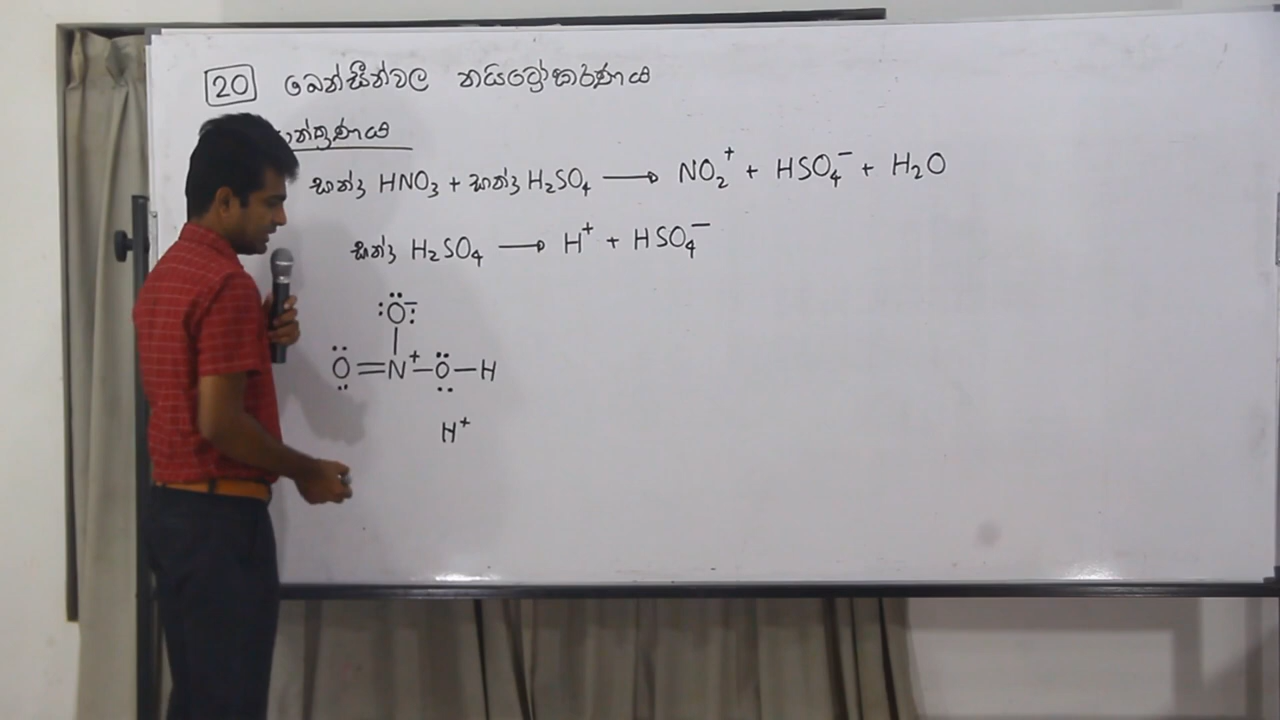 20 බෙන්සීන්වල නයිට්‍රෝකරණය
සාන්ද්‍ර HNO₃ + සාන්ද්‍ර H₂SO₄ ⟶ NO₂⁺ + HSO₄⁻ + H₂O
සාන්ද්‍ර H₂SO₄ ⟶ H⁺ + HSO₄⁻
O⁻
O=N⁺-O-H
H⁺